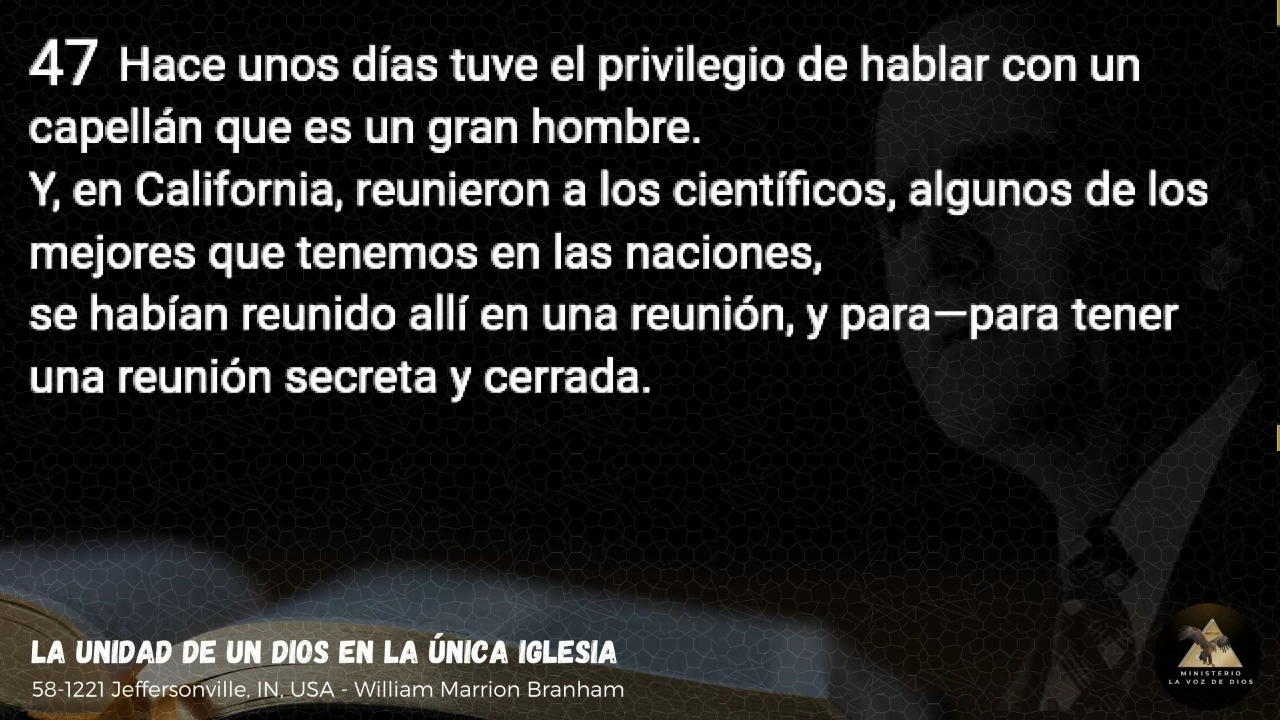 47 Hace unos días tuve el privilegio de hablar con un
capellán que es un gran hombre.
Y, en California, reunieron a los científicos, algunos de los
mejores que tenemos en las naciones,
se habían reunido allí en una reunión, y para—para tener
una reunión secreta y cerrada.
LA UNIDAD DE UN DIOS EN LA ÚNICA IGLESIA
58-1221 Jeffersonville, IN, USA - William Marrion Branham
MINISTERIO
LA VOZ DE DIOS